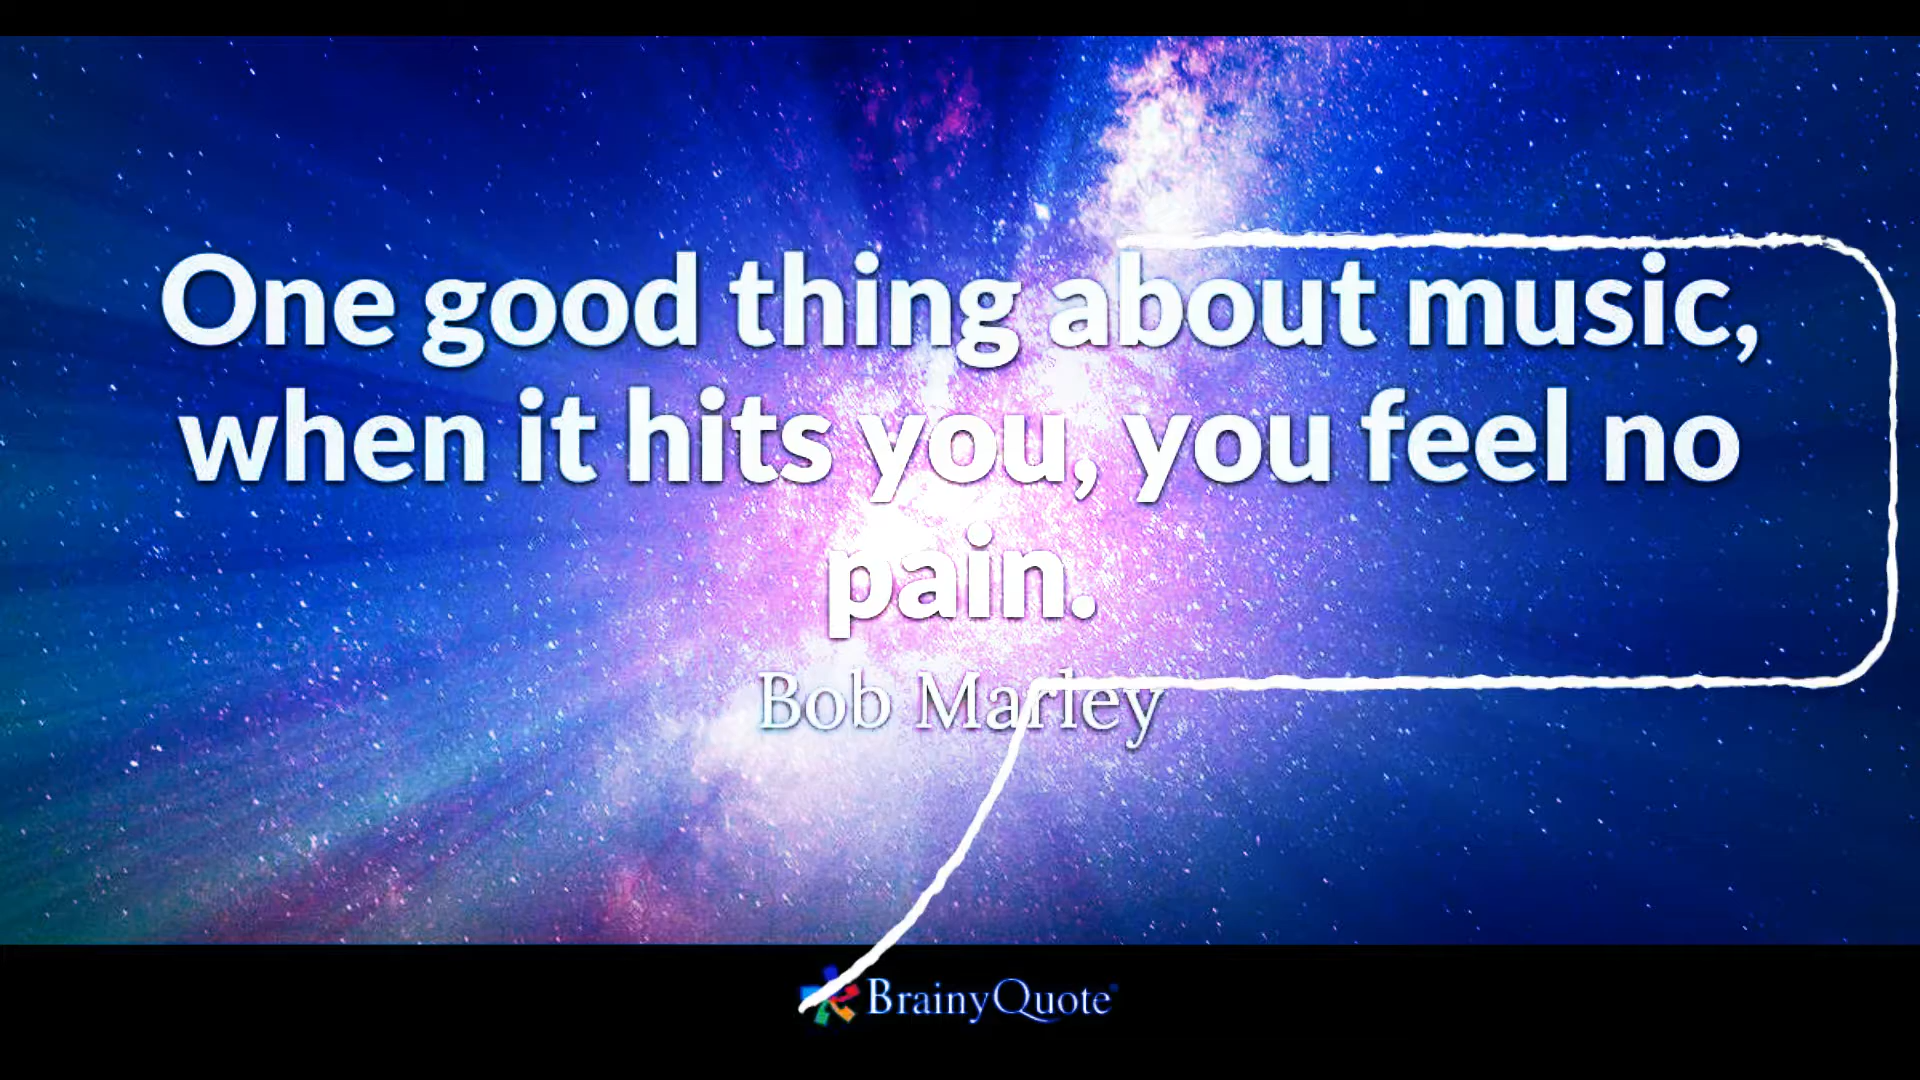 One good thing about music,
when it hits you, you feel no
pain.
Bob Marley
BrainyQuote